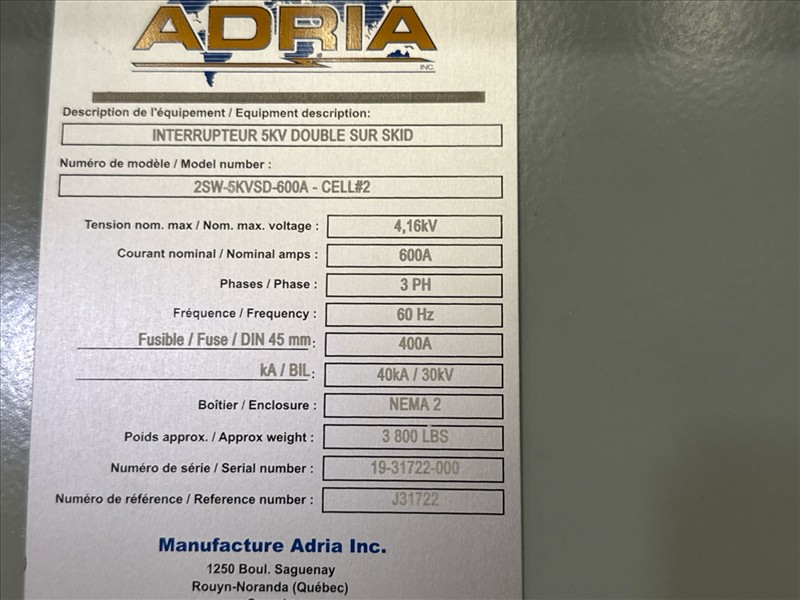 ADRIA
INC.
Description de l'équipement / Equipment description:
INTERRUPTEUR 5KV DOUBLE SUR SKID
Numéro de modèle / Model number :
2SW-5KVSD-600A - CELL#2
Tension nom. max / Nom. max. voltage : 4,16kV
Courant nominal / Nominal amps : 600A
Phases / Phase : 3 PH
Fréquence / Frequency : 60 Hz
Fusible / Fuse / DIN 45 mm: 400A
kA / BIL: 40kA / 30kV
Boîtier / Enclosure : NEMA 2
Poids approx. / Approx weight : 3 800 LBS
Numéro de série / Serial number : 19-31722-000
Numéro de référence / Reference number : J31722
Manufacture Adria Inc.
1250 Boul. Saguenay
Rouyn-Noranda (Québec)